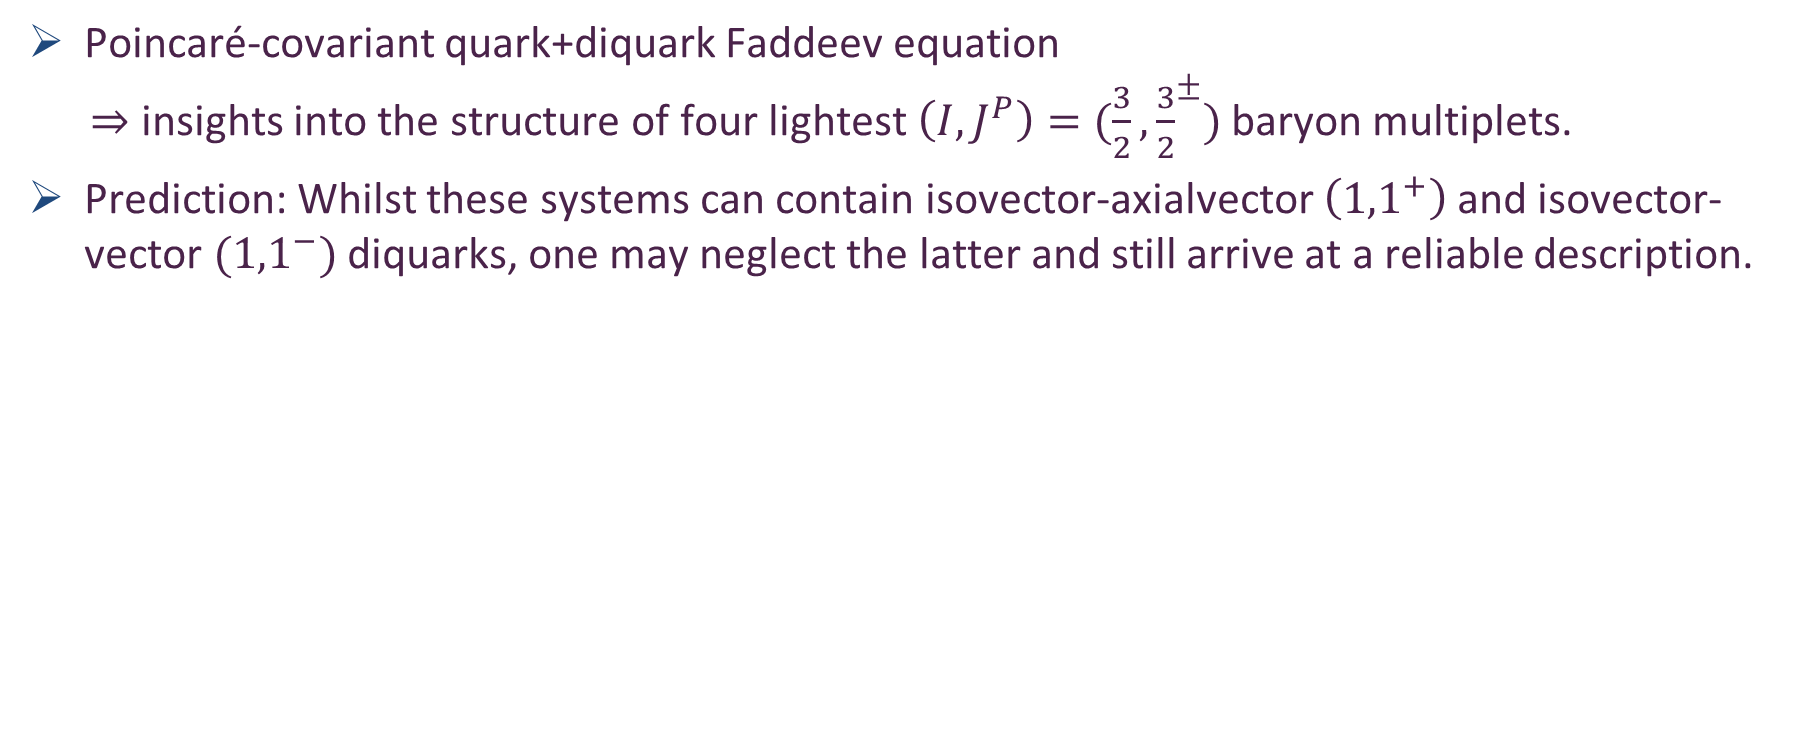 ➢ Poincaré-covariant quark+diquark Faddeev equation
⇒ insights into the structure of four lightest (I, J^P) = (3/2, 3/2^±) baryon multiplets.
➢ Prediction: Whilst these systems can contain isovector-axialvector (1,1⁺) and isovector-
vector (1,1⁻) diquarks, one may neglect the latter and still arrive at a reliable description.